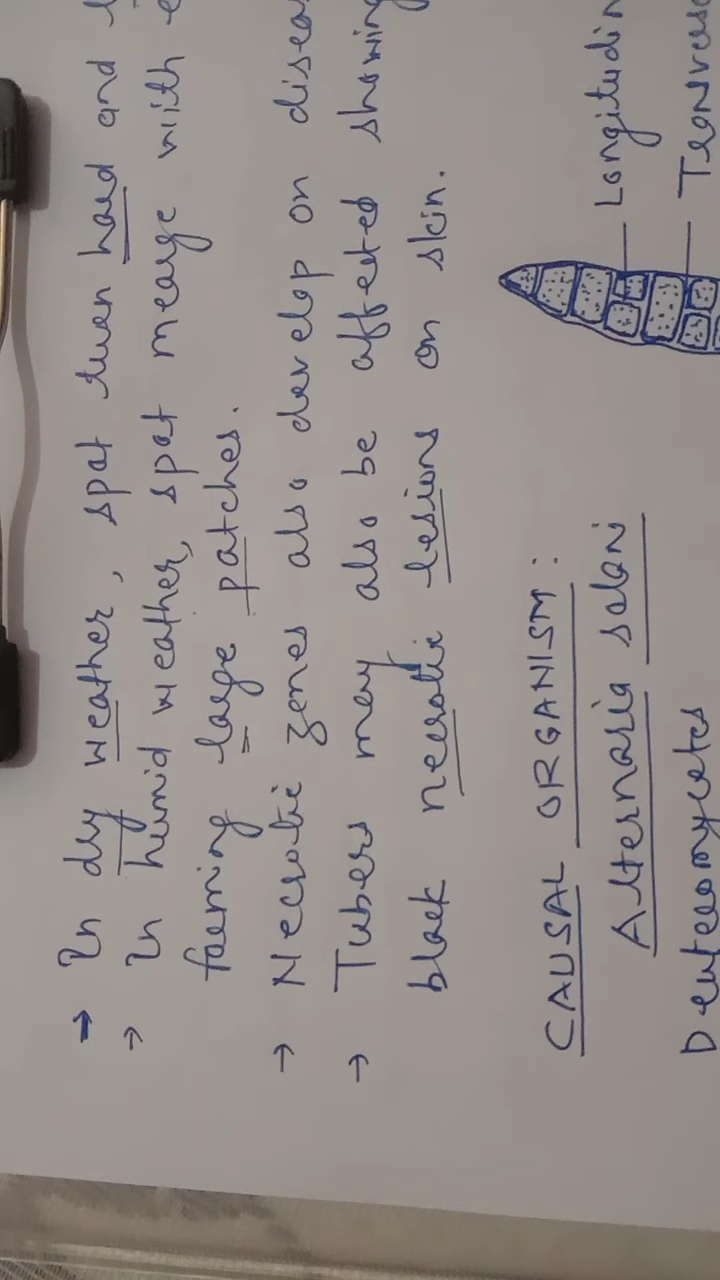 → In dry weather, spot turn hard and
→ In humid weather, spot mearge with
forming large patches.
→ Necrotic zones also develop on disea
→ Tubers may also be affected showing
black necrotic lesions on skin.
Longitudin
Transvers
CAUSAL ORGANISM:
Alternaria solani
Deuteromycetes